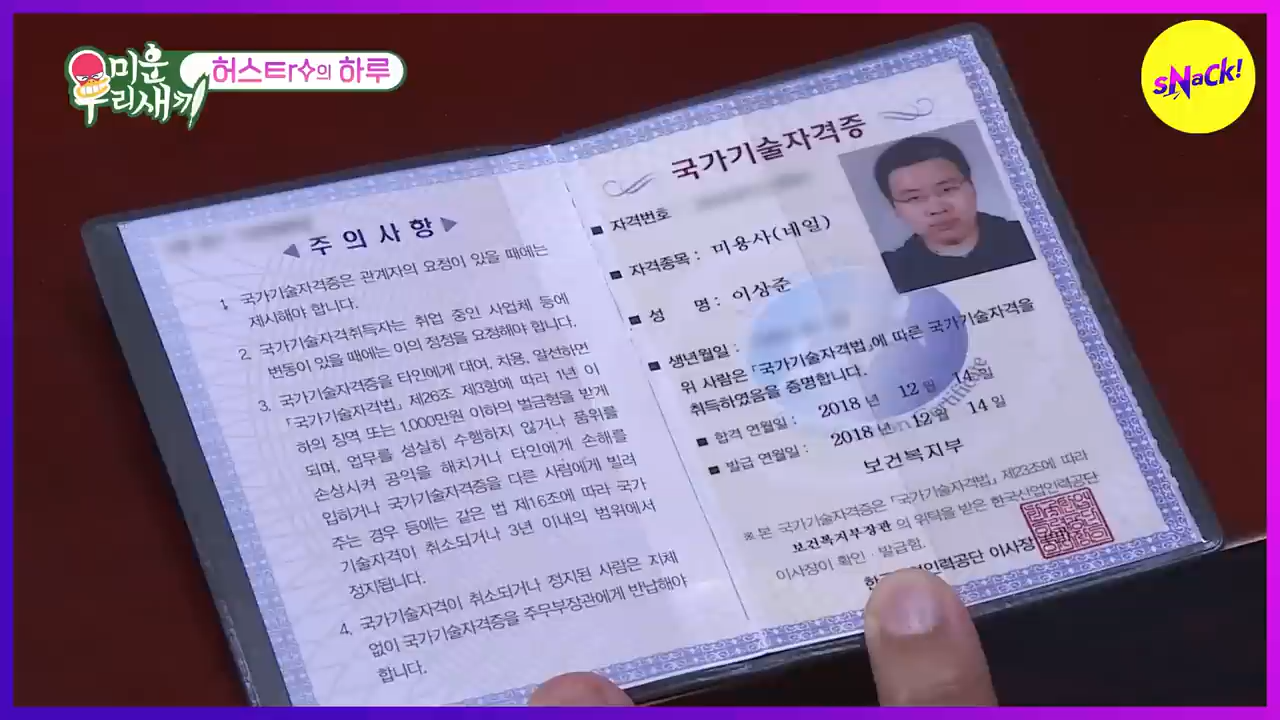 미운
우리새끼
허스Tr의 하루
sNaCk!
주 의 사 항
1. 국가기술자격증은 관계자의 요청이 있을 때에는
제시해야 합니다.
2. 국가기술자격취득자는 취업 중인 사업체 등에
변동이 있을 때에는 이의 정정을 요청해야 합니다.
3. 국가기술자격증을 타인에게 대여, 차용, 알선하면
「국가기술자격법」 제26조 제3항에 따라 1년 이
하의 징역 또는 1,000만원 이하의 벌금형을 받게
되며, 업무를 성실히 수행하지 않거나 품위를
손상시켜 공익을 해치거나 타인에게 손해를
입히거나 국가기술자격증을 다른 사람에게 빌려
주는 경우 등에는 같은 법 제16조에 따라 국가
기술자격이 취소되거나 3년 이내의 범위에서
정지됩니다.
4. 국가기술자격이 취소되거나 정지된 사람은 지체
없이 국가기술자격증을 주무부장관에게 반납해야
합니다.
국가기술자격증
■ 자격번호
■ 자격종목 : 미용사(네일)
■ 성 명 : 이상준
■ 생년월일 :
위 사람은 「국가기술자격법」에 따른 국가기술자격을
취득하였음을 증명합니다.
■ 합격 연월일 : 2018 년 12 월 14 일
■ 발급 연월일 : 2018 년 12 월 14 일
보건복지부
※ 본 국가기술자격증은 「국가기술자격법」 제23조에 따라
보건복지부장관 의 위탁을 받은 한국산업인력공단
이사장이 확인 · 발급함.
한국 인력공단 이사장